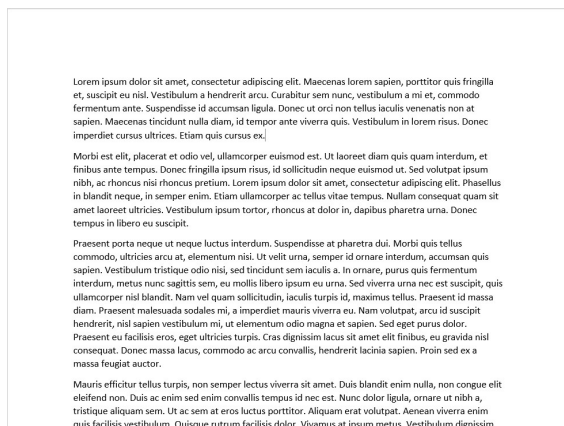 Lorem ipsum dolor sit amet, consectetur adipiscing elit. Maecenas lorem sapien, porttitor quis fringilla
et, suscipit eu nisl. Vestibulum a hendrerit arcu. Curabitur sem nunc, vestibulum a mi et, commodo
fermentum ante. Suspendisse id accumsan ligula. Donec ut orci non tellus iaculis venenatis non at
sapien. Maecenas tincidunt nulla diam, id tempor ante viverra quis. Vestibulum in lorem risus. Donec
imperdiet cursus ultrices. Etiam quis cursus ex.
Morbi est elit, placerat et odio vel, ullamcorper euismod est. Ut laoreet diam quis quam interdum, et
finibus ante tempus. Donec fringilla ipsum risus, id sollicitudin neque euismod ut. Sed volutpat ipsum
nibh, ac rhoncus nisi rhoncus pretium. Lorem ipsum dolor sit amet, consectetur adipiscing elit. Phasellus
in blandit neque, in semper enim. Etiam ullamcorper ac tellus vitae tempus. Nullam consequat quam sit
amet laoreet ultricies. Vestibulum ipsum tortor, rhoncus at dolor in, dapibus pharetra urna. Donec
tempus in libero eu suscipit.
Praesent porta neque ut neque luctus interdum. Suspendisse at pharetra dui. Morbi quis tellus
commodo, ultricies arcu at, elementum nisi. Ut velit urna, semper id ornare interdum, accumsan quis
sapien. Vestibulum tristique odio nisi, sed tincidunt sem iaculis a. In ornare, purus quis fermentum
interdum, metus nunc sagittis sem, eu mollis libero ipsum eu urna. Sed viverra urna nec est suscipit, quis
ullamcorper nisl blandit. Nam vel quam sollicitudin, iaculis turpis id, maximus tellus. Praesent id massa
diam. Praesent malesuada sodales mi, a imperdiet mauris viverra eu. Nam volutpat, arcu id suscipit
hendrerit, nisl sapien vestibulum mi, ut elementum odio magna et sapien. Sed eget purus dolor.
Praesent eu facilisis eros, eget ultricies turpis. Cras dignissim lacus sit amet elit finibus, eu gravida nisl
consequat. Donec massa lacus, commodo ac arcu convallis, hendrerit lacinia sapien. Proin sed ex a
massa feugiat auctor.
Mauris efficitur tellus turpis, non semper lectus viverra sit amet. Duis blandit enim nulla, non congue elit
eleifend non. Duis ac enim sed enim convallis tempus id nec est. Nunc dolor ligula, ornare ut nibh a,
tristique aliquam sem. Ut ac sem at eros luctus porttitor. Aliquam erat volutpat. Aenean viverra enim
quis facilisis vestibulum. Quisque rutrum facilisis dolor. Vivamus at ipsum metus. Vestibulum dignissim